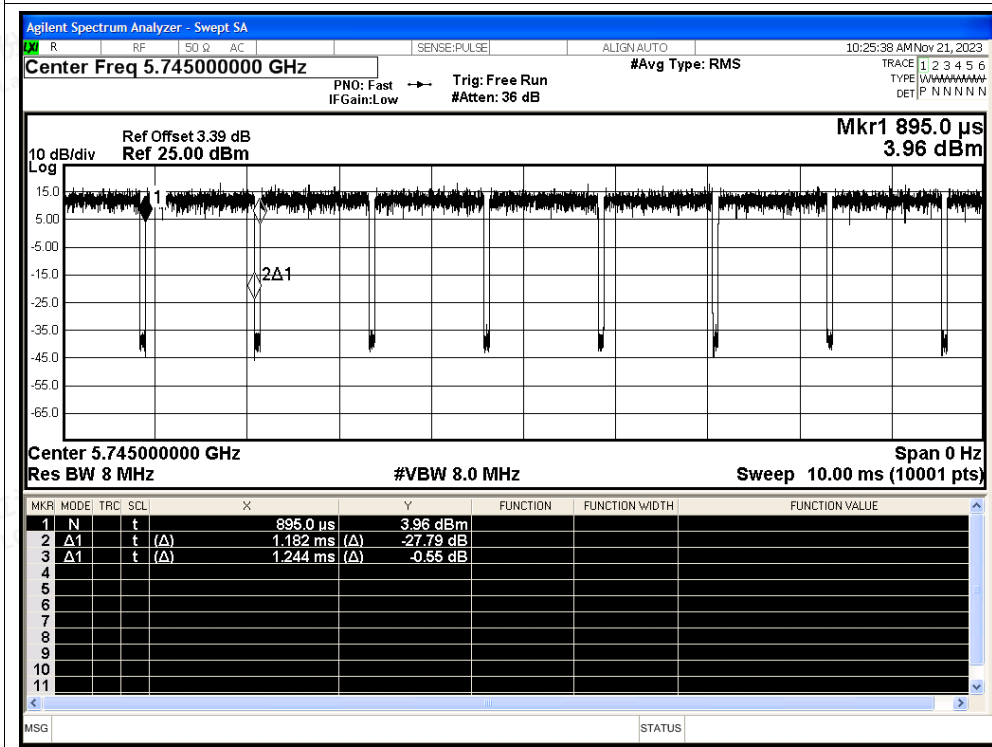 Agilent Spectrum Analyzer - Swept SA
LXI R RF 50 Ω AC SENSE:PULSE ALIGN AUTO 10:25:38 AM Nov 21, 2023
Center Freq 5.745000000 GHz #Avg Type: RMS TRACE 1 2 3 4 5 6
PNO: Fast Trig: Free Run TYPE
IFGain:Low #Atten: 36 dB DET P N N N N N
Mkr1 895.0 µs
3.96 dBm
Ref Offset 3.39 dB
10 dB/div Ref 25.00 dBm
Log
15.0
1
5.00
-5.00
-15.0
2Δ1
-25.0
-35.0
-45.0
-55.0
-65.0
Center 5.745000000 GHz Span 0 Hz
Res BW 8 MHz #VBW 8.0 MHz Sweep 10.00 ms (10001 pts)
MKR MODE TRC SCL X Y FUNCTION FUNCTION WIDTH FUNCTION VALUE
1 N t 895.0 µs 3.96 dBm
2 Δ1 t (Δ) 1.182 ms (Δ) -27.79 dB
3 Δ1 t (Δ) 1.244 ms (Δ) -0.55 dB
4
5
6
7
8
9
10
11
MSG STATUS